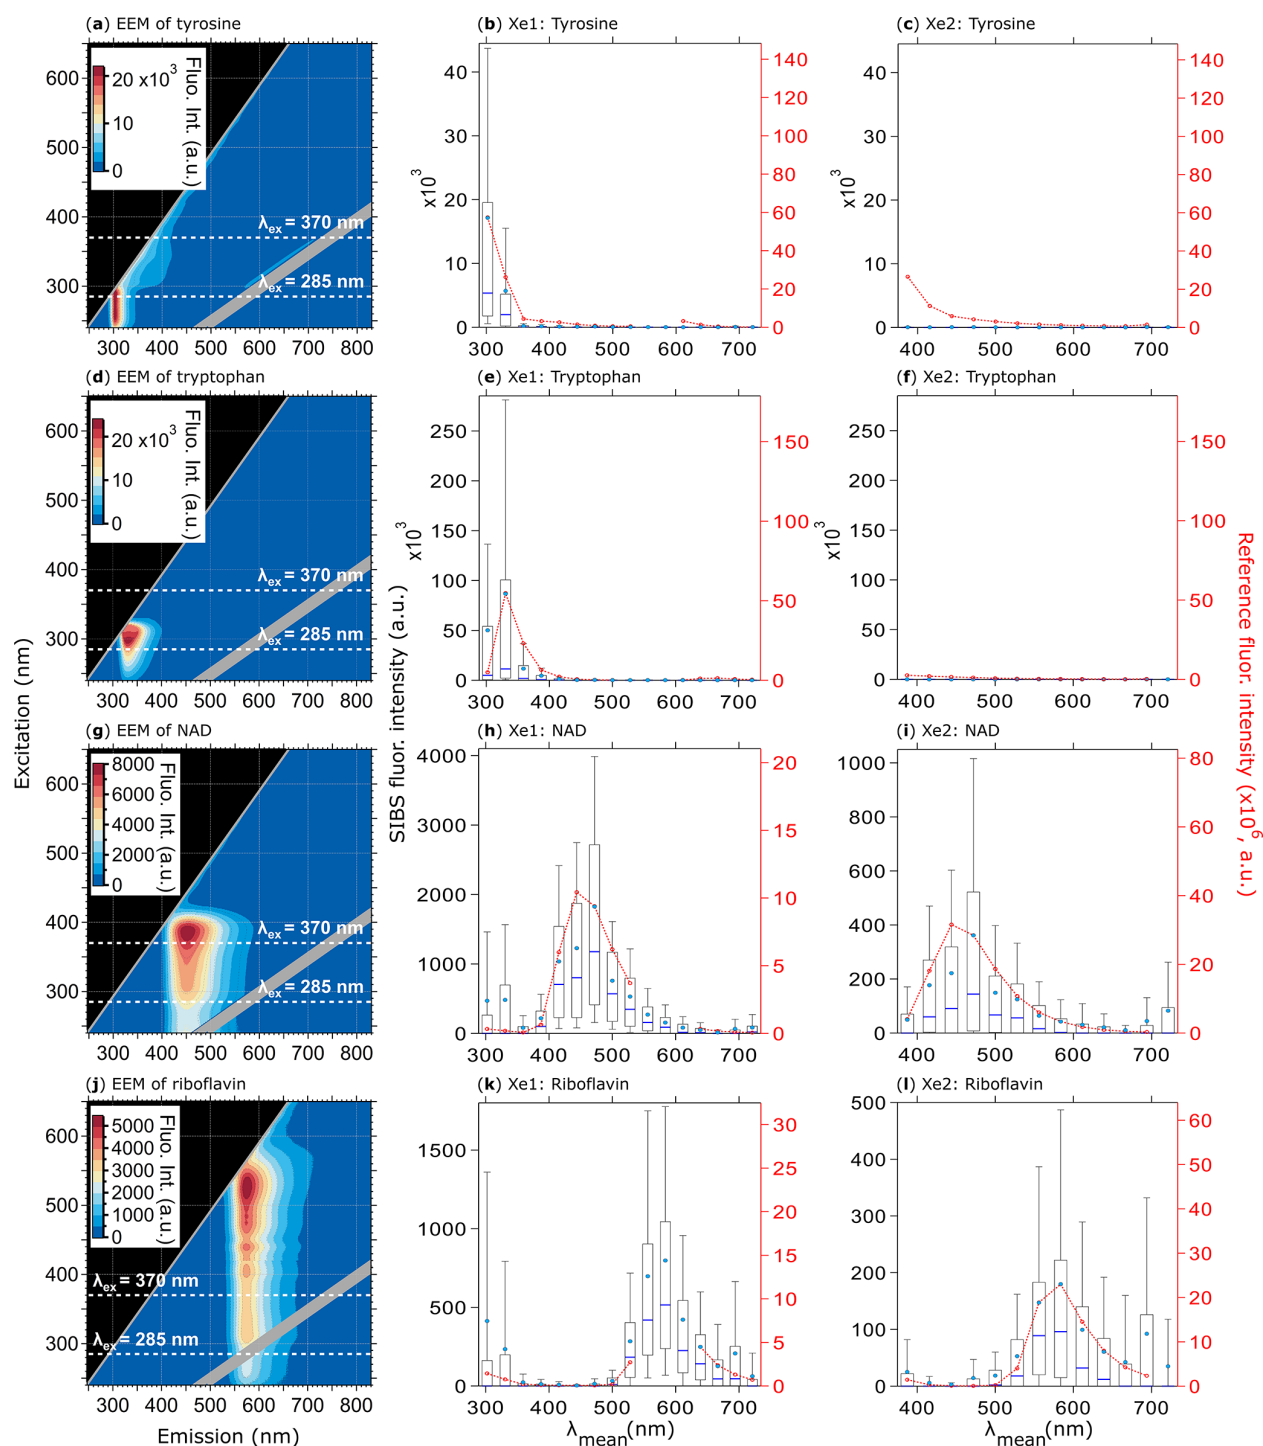 (a) EEM of tyrosine
(b) Xe1: Tyrosine
(c) Xe2: Tyrosine
20 x10³
10
0
Fluo. Int. (a.u.)
λex = 370 nm
λex = 285 nm
600
500
400
300
300 400 500 600 700 800
x10³
40
30
20
10
0
140
120
100
80
60
40
20
0
300 400 500 600 700
x10³
40
30
20
10
0
140
120
100
80
60
40
20
0
400 500 600 700
(d) EEM of tryptophan
(e) Xe1: Tryptophan
(f) Xe2: Tryptophan
20 x10³
10
0
Fluo. Int. (a.u.)
λex = 370 nm
λex = 285 nm
600
500
400
300
300 400 500 600 700 800
x10³
250
200
150
100
50
0
150
100
50
0
300 400 500 600 700
x10³
250
200
150
100
50
0
150
100
50
0
400 500 600 700
Excitation (nm)
SIBS fluor. intensity (a.u.)
Reference fluor. intensity (x10⁶, a.u.)
(g) EEM of NAD
(h) Xe1: NAD
(i) Xe2: NAD
8000
6000
4000
2000
0
Fluo. Int. (a.u.)
λex = 370 nm
λex = 285 nm
600
500
400
300
300 400 500 600 700 800
4000
3000
2000
1000
0
20
15
10
5
0
300 400 500 600 700
1000
800
600
400
200
0
80
60
40
20
0
400 500 600 700
(j) EEM of riboflavin
(k) Xe1: Riboflavin
(l) Xe2: Riboflavin
5000
4000
3000
2000
1000
0
Fluo. Int. (a.u.)
λex = 370 nm
λex = 285 nm
600
500
400
300
300 400 500 600 700 800
Emission (nm)
1500
1000
500
0
30
25
20
15
10
5
0
300 400 500 600 700
λmean(nm)
500
400
300
200
100
0
60
50
40
30
20
10
0
400 500 600 700
λmean(nm)